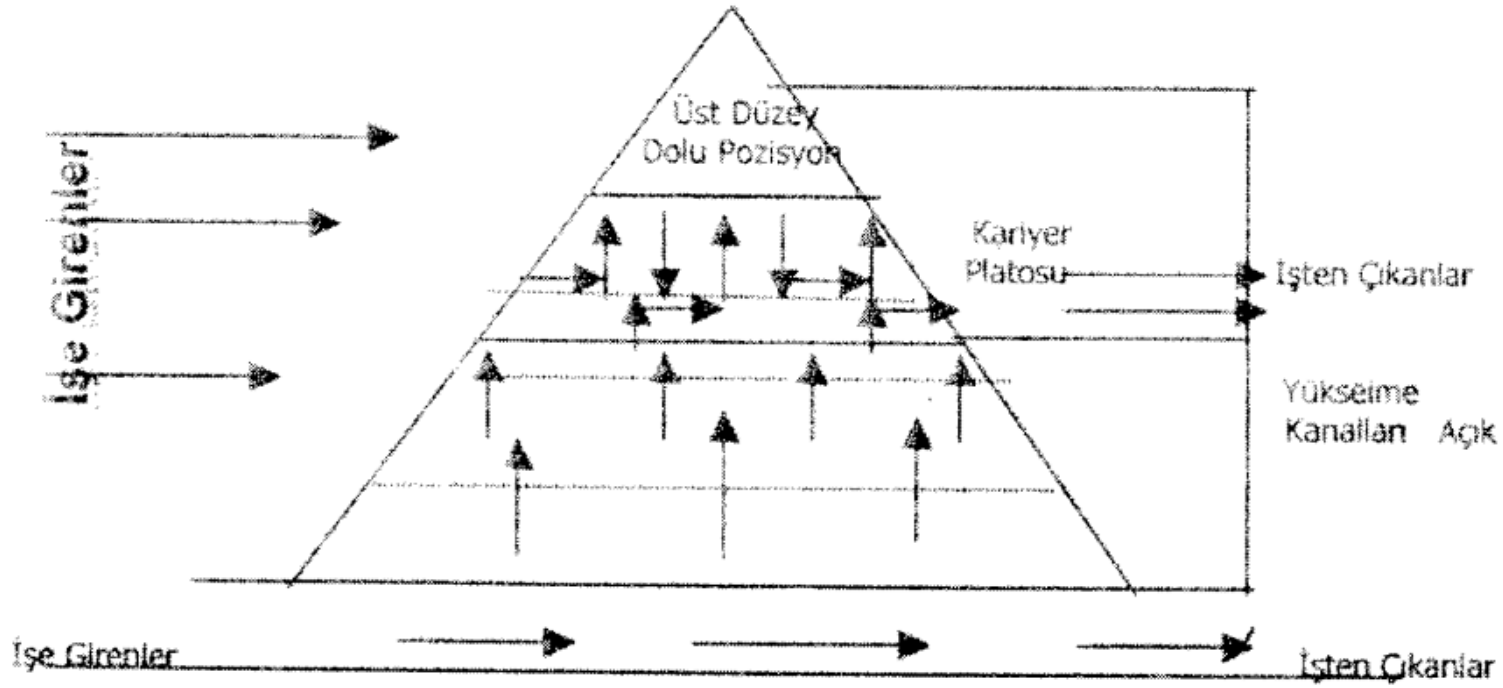 Üst Düzey
Dolu Pozisyon
İşe Girenler
Kariyer
Platosu
İşten Çıkanlar
Yükselme
Kanalları Açık
İşe Girenler
İşten Çıkanlar